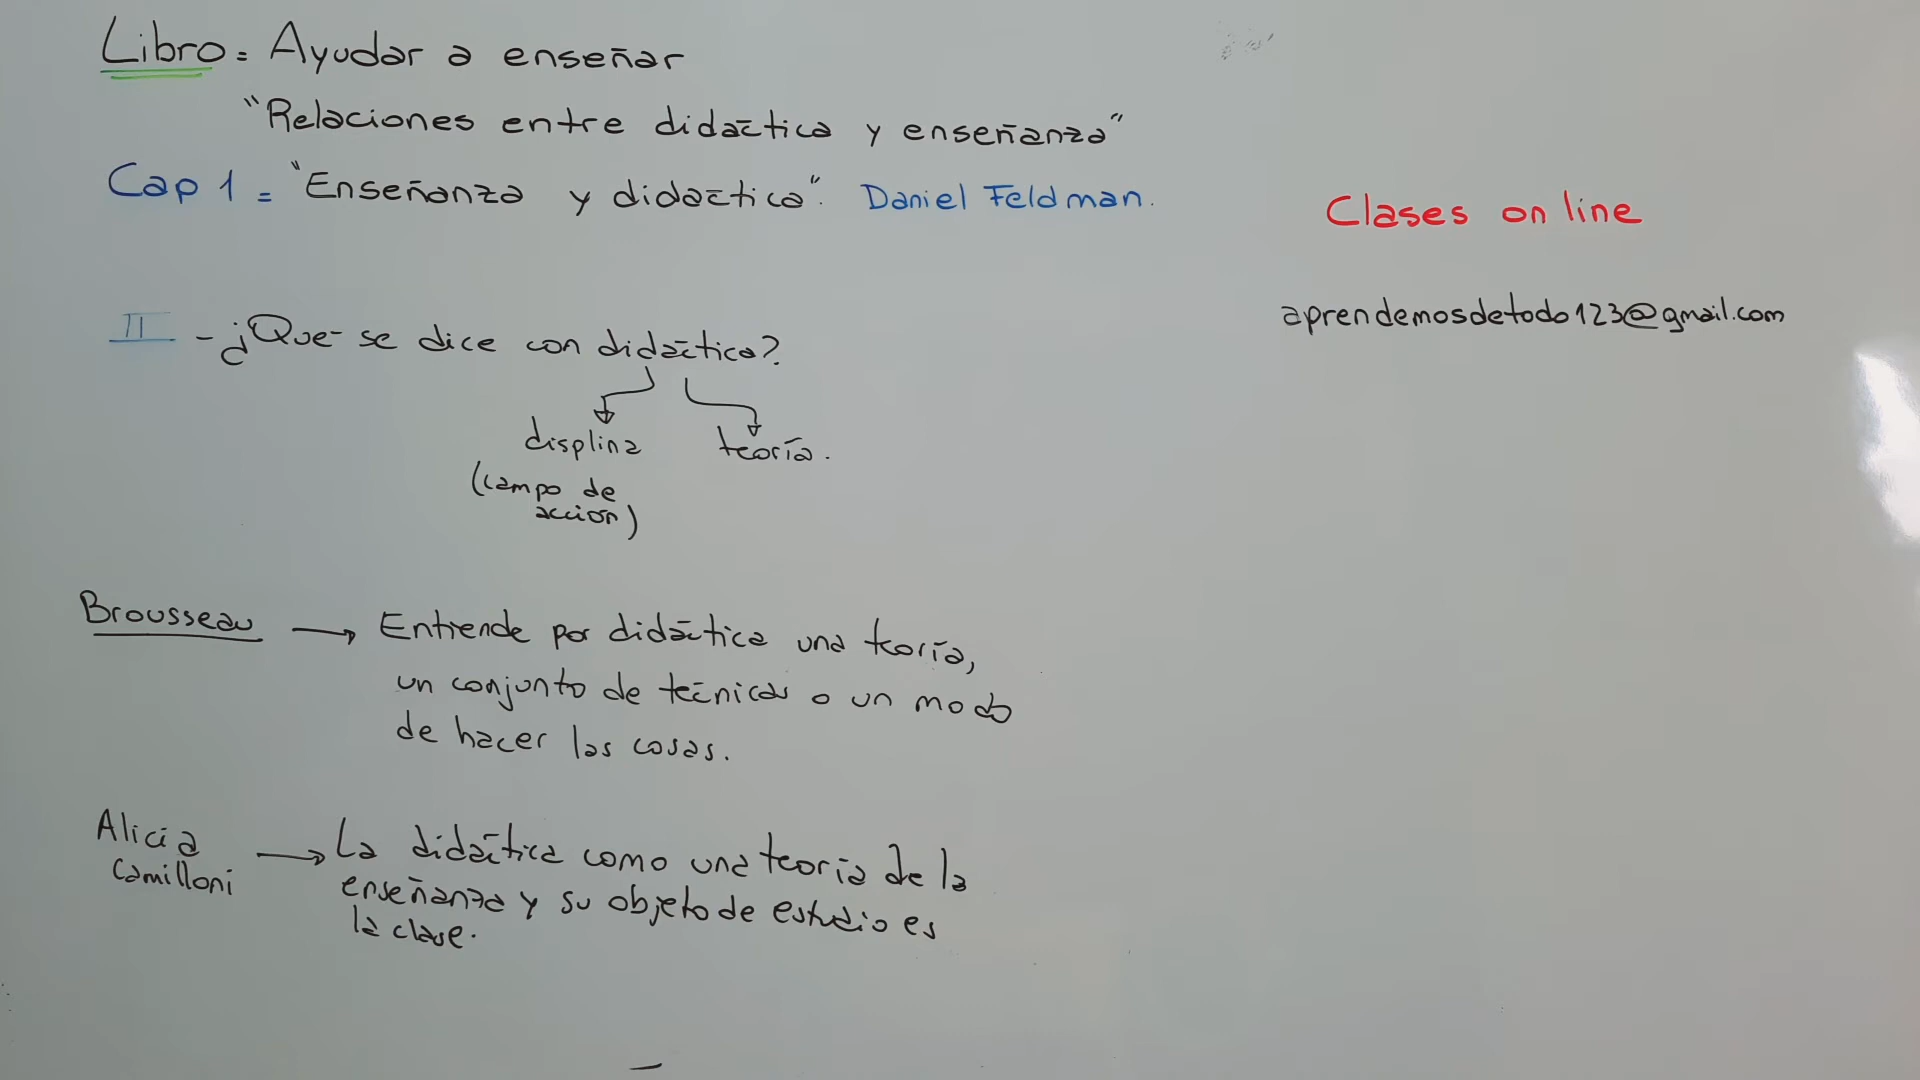 Libro = Ayudar a enseñar
"Relaciones entre didáctica y enseñanza"
Cap 1 = "Enseñanza y didáctica". Daniel Feldman.
Clases on line
aprendemosdetodo123@gmail.com
II - ¿Qué se dice con didáctica?
displina
teoría.
(campo de
acción)
Brousseau → Entiende por didáctica una teoría,
un conjunto de técnicas o un modo
de hacer las cosas.
Alicia
Camilloni → La didáctica como una teoría de la
enseñanza y su objeto de estudio es
la clase.